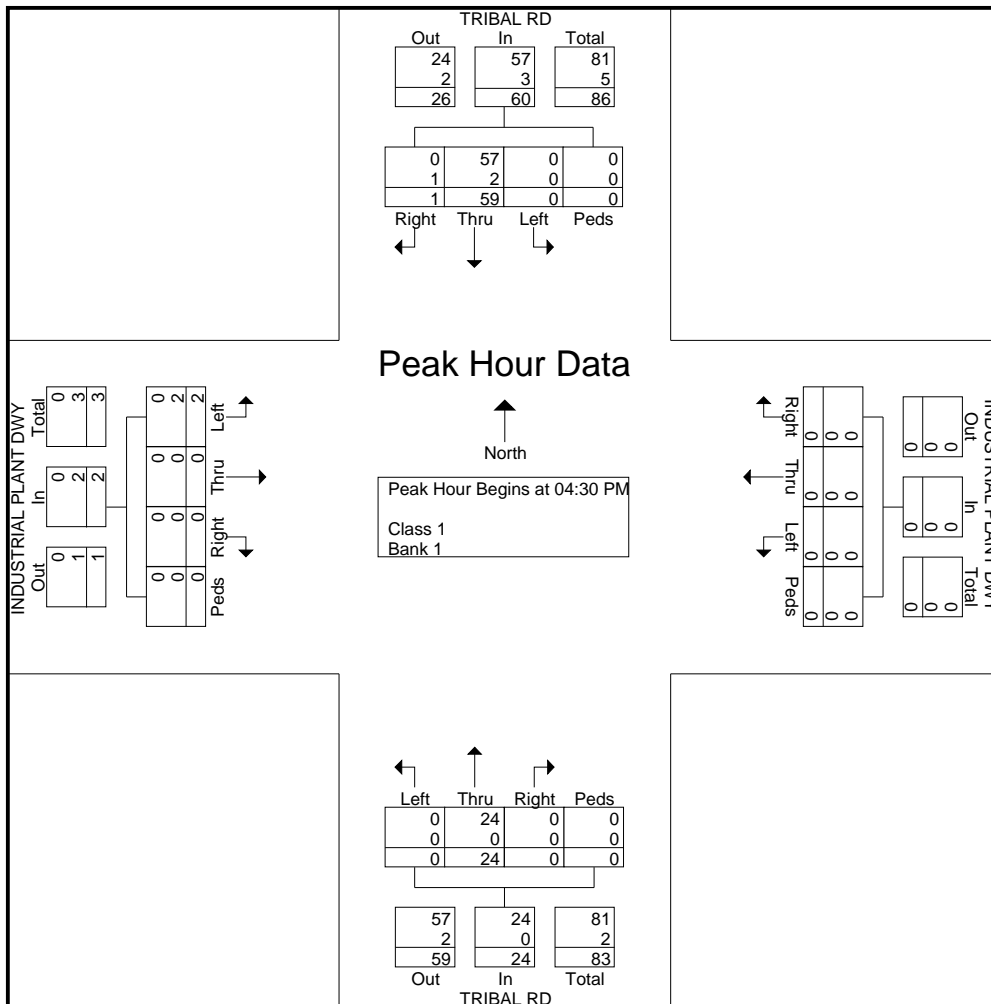 TRIBAL RD
Out In Total
24 57 81
2 3 5
26 60 86
0 57 0 0
1 2 0 0
1 59 0 0
Right Thru Left Peds
Peak Hour Data
North
Peak Hour Begins at 04:30 PM
Class 1
Bank 1
INDUSTRIAL PLANT DWY
Out In Total
0 0 0
1 2 3
1 2 3
0 0 0 2
0 0 0 2
0 0 0 0
Peds Right Thru Left
INDUSTRIAL PLANT DWY
Out In Total
0 0 0
0 0 0
0 0 0
Right Thru Left Peds
0 0 0 0
0 0 0 0
0 0 0 0
Left Thru Right Peds
0 24 0 0
0 0 0 0
0 24 0 0
57 24 81
2 0 2
59 24 83
Out In Total
TRIBAL RD